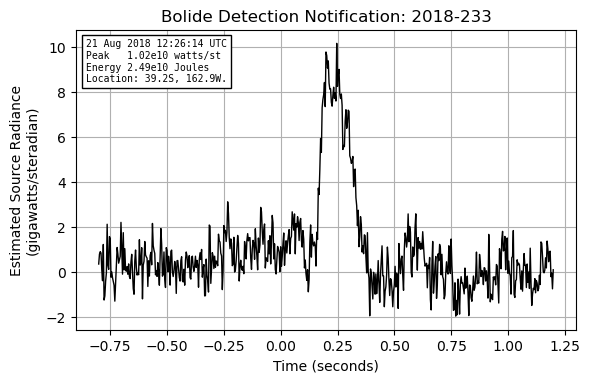 Bolide Detection Notification: 2018-233
21 Aug 2018 12:26:14 UTC
Peak   1.02e10 watts/st
Energy 2.49e10 Joules
Location: 39.2S, 162.9W.
Estimated Source Radiance
(gigawatts/steradian)
10
8
6
4
2
0
−2
−0.75 −0.50 −0.25 0.00 0.25 0.50 0.75 1.00 1.25
Time (seconds)